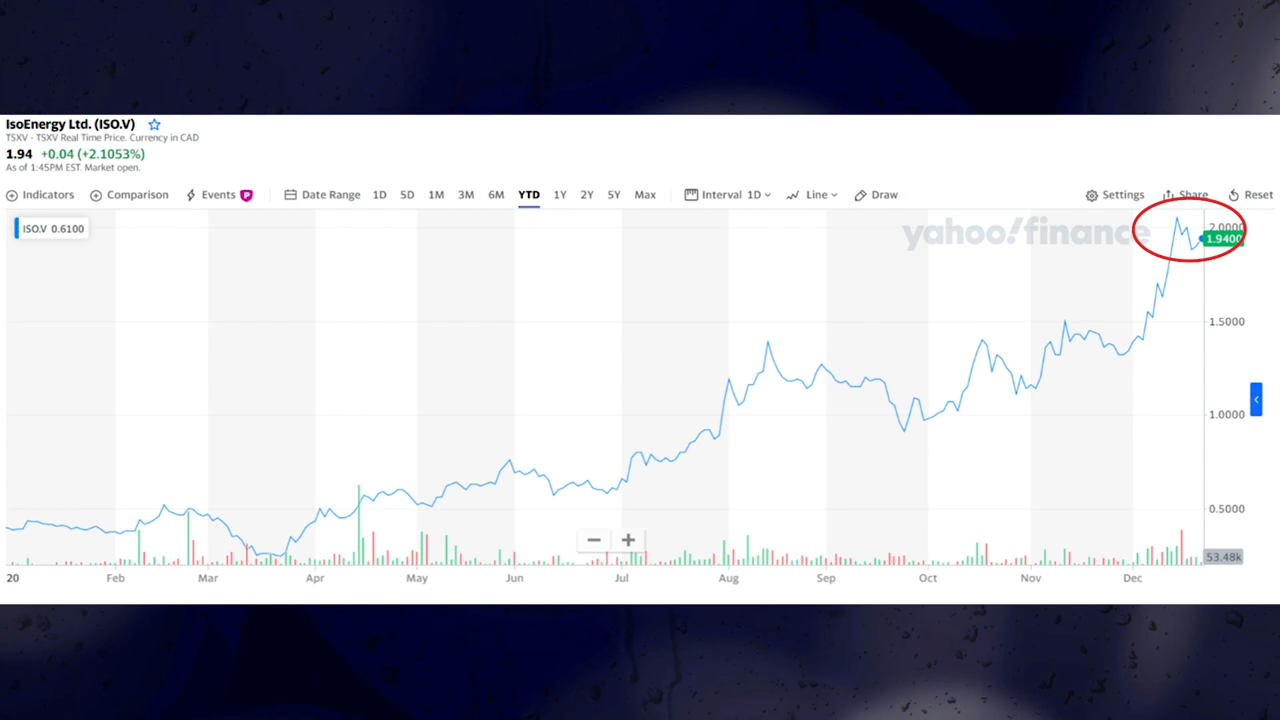 IsoEnergy Ltd. (ISO.V)
TSXV - TSXV Real Time Price. Currency in CAD
1.94 +0.04 (+2.1053%)
As of 1:45PM EST. Market open.
Indicators Comparison Events P Date Range 1D 5D 1M 3M 6M YTD 1Y 2Y 5Y Max Interval 1D Line Draw Settings Share Reset
ISO.V 0.6100
yahoo!finance
2.0000
1.9400
1.5000
1.0000
0.5000
53.48k
20 Feb Mar Apr May Jun Jul Aug Sep Oct Nov Dec